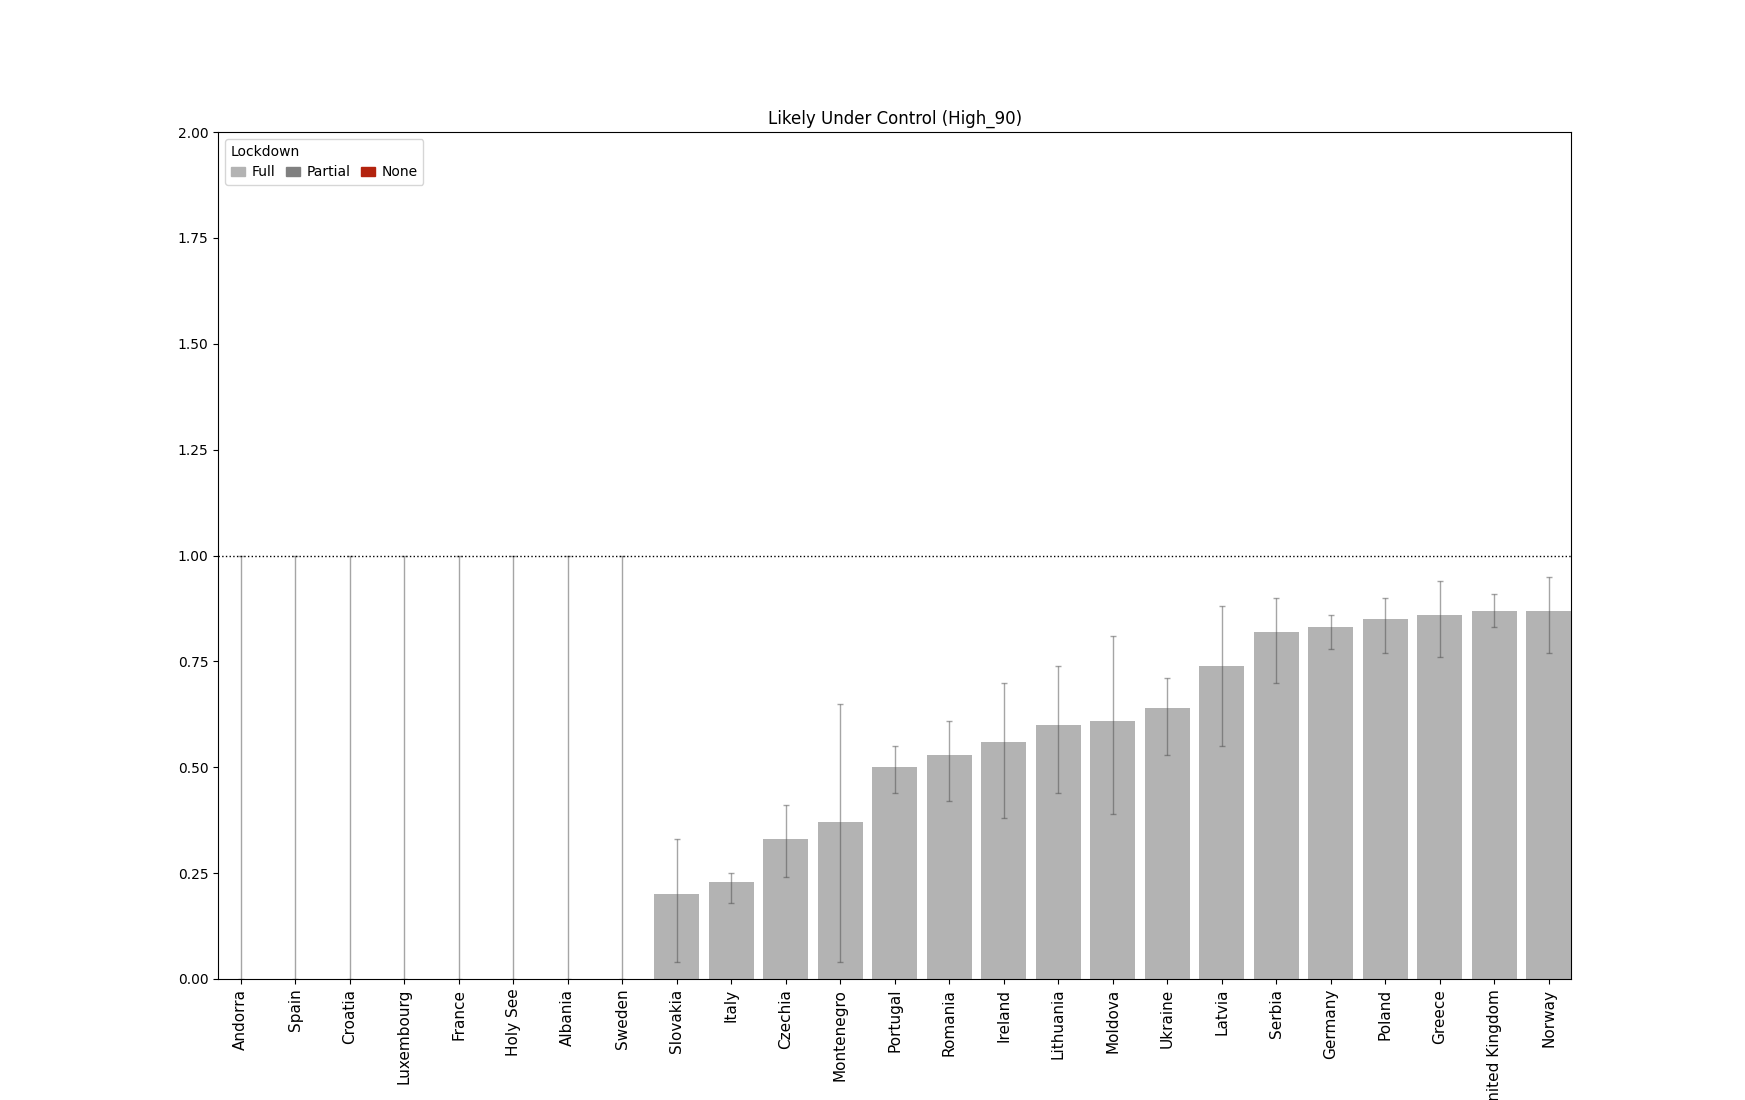 Likely Under Control (High_90)
2.00
Lockdown
Full Partial None
1.75
1.50
1.25
1.00
0.75
0.50
0.25
0.00
Andorra
Spain
Croatia
Luxembourg
France
Holy See
Albania
Sweden
Slovakia
Italy
Czechia
Montenegro
Portugal
Romania
Ireland
Lithuania
Moldova
Ukraine
Latvia
Serbia
Germany
Poland
Greece
nited Kingdom
Norway